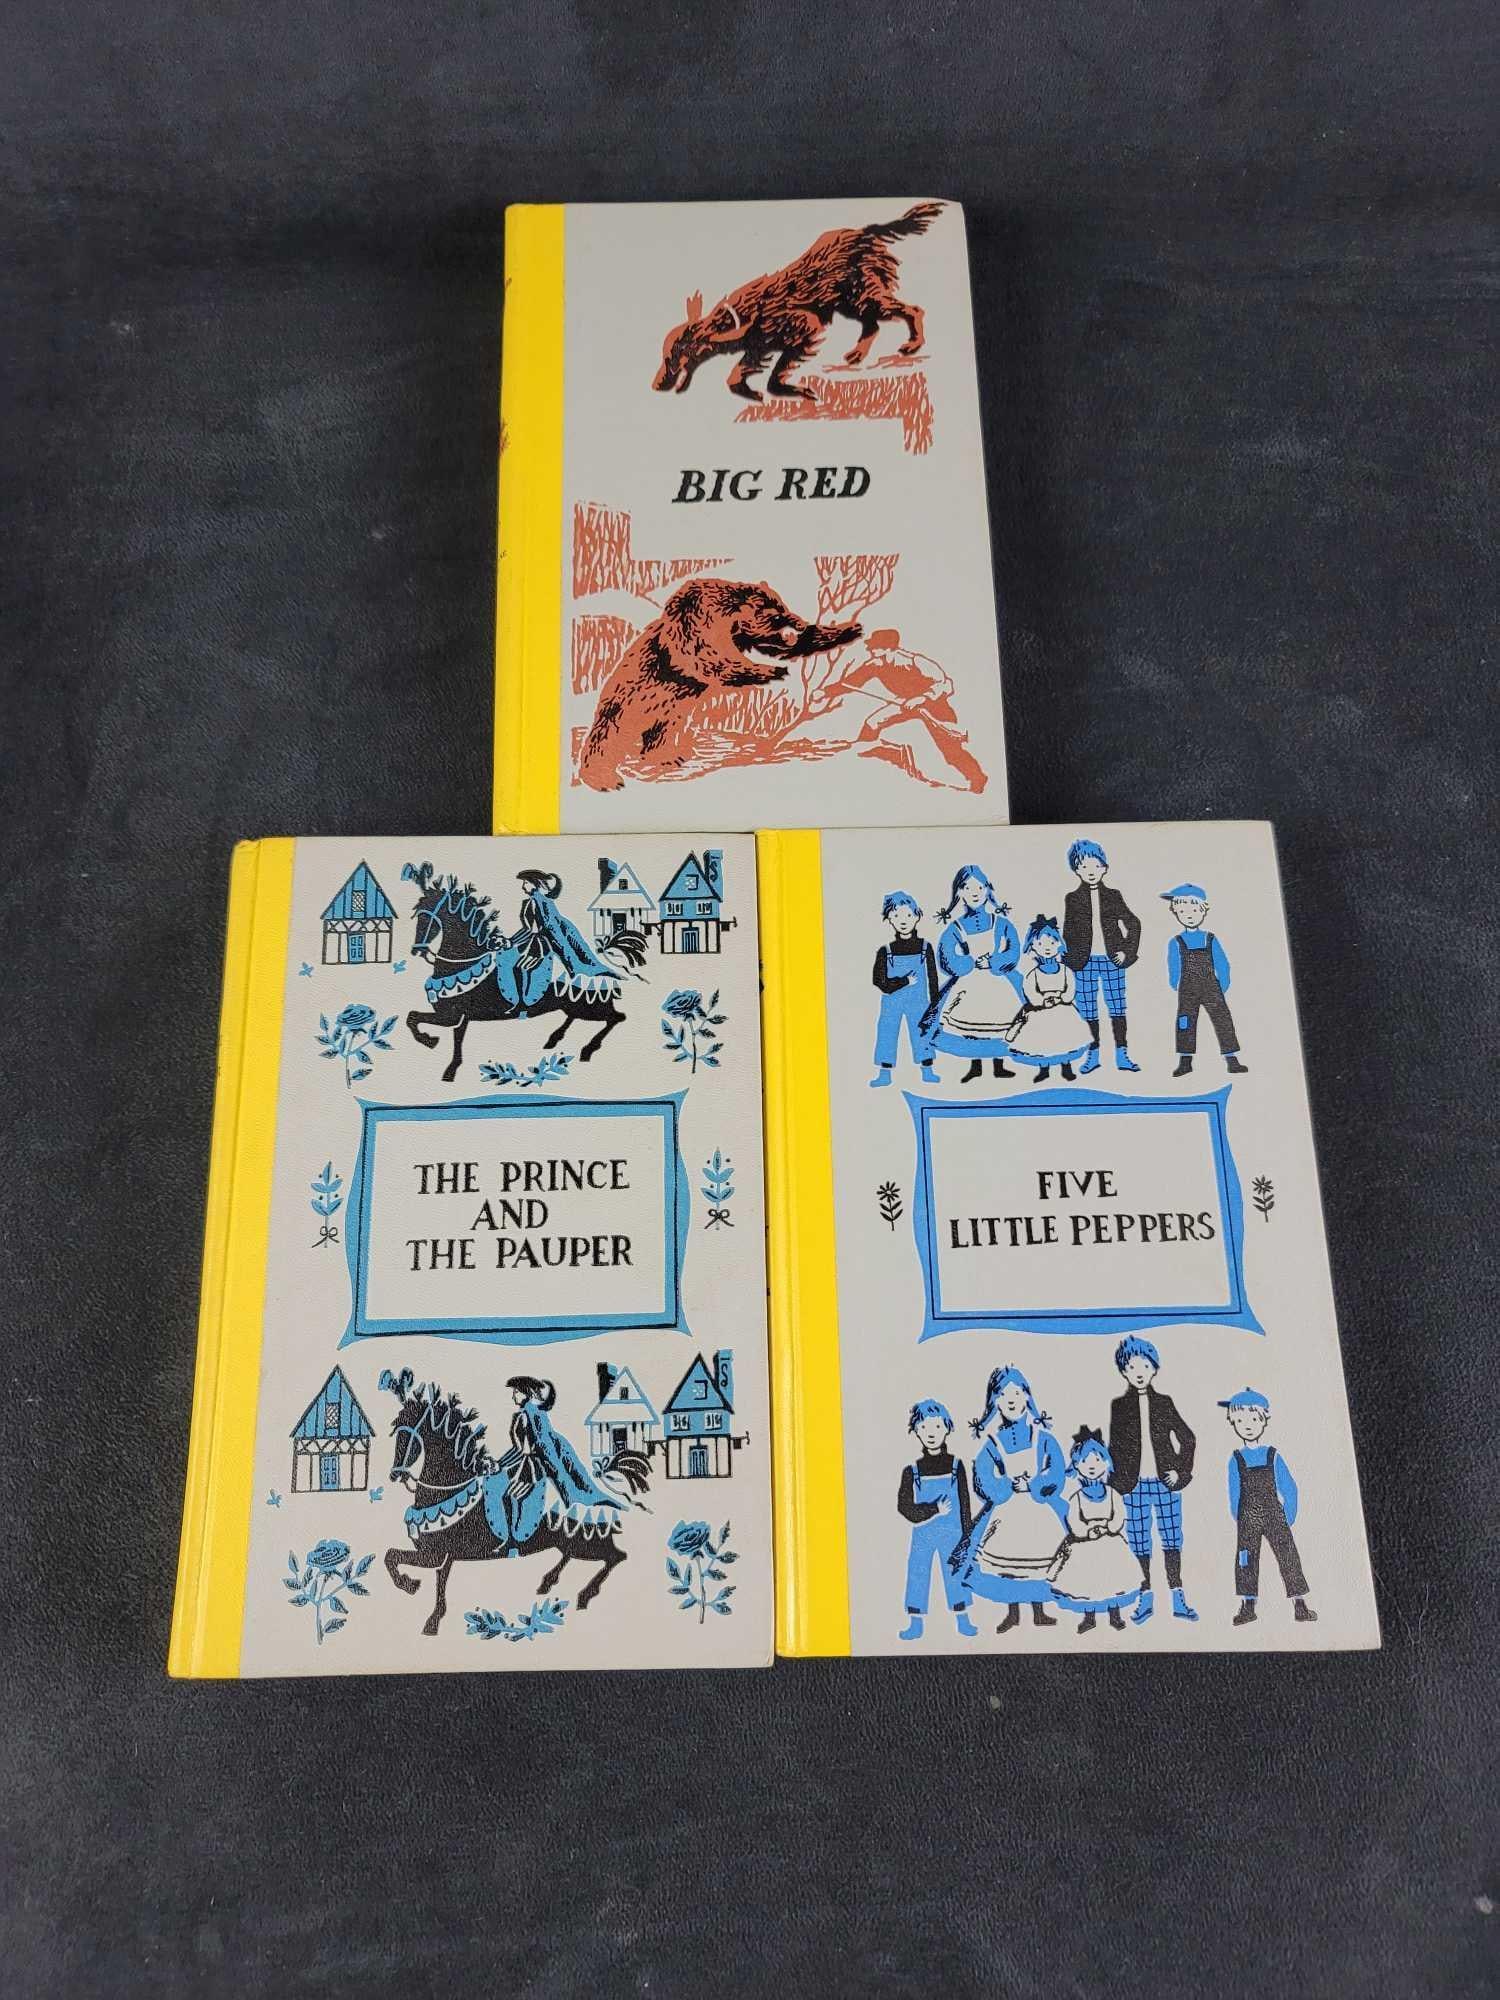 BIG RED
THE PRINCE
AND
THE PAUPER
FIVE
LITTLE PEPPERS